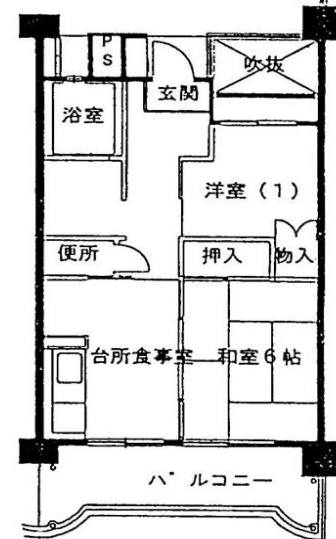 PS
吹抜
玄関
浴室
洋室（1）
便所
押入
物入
台所食事室
和室6帖
バルコニー